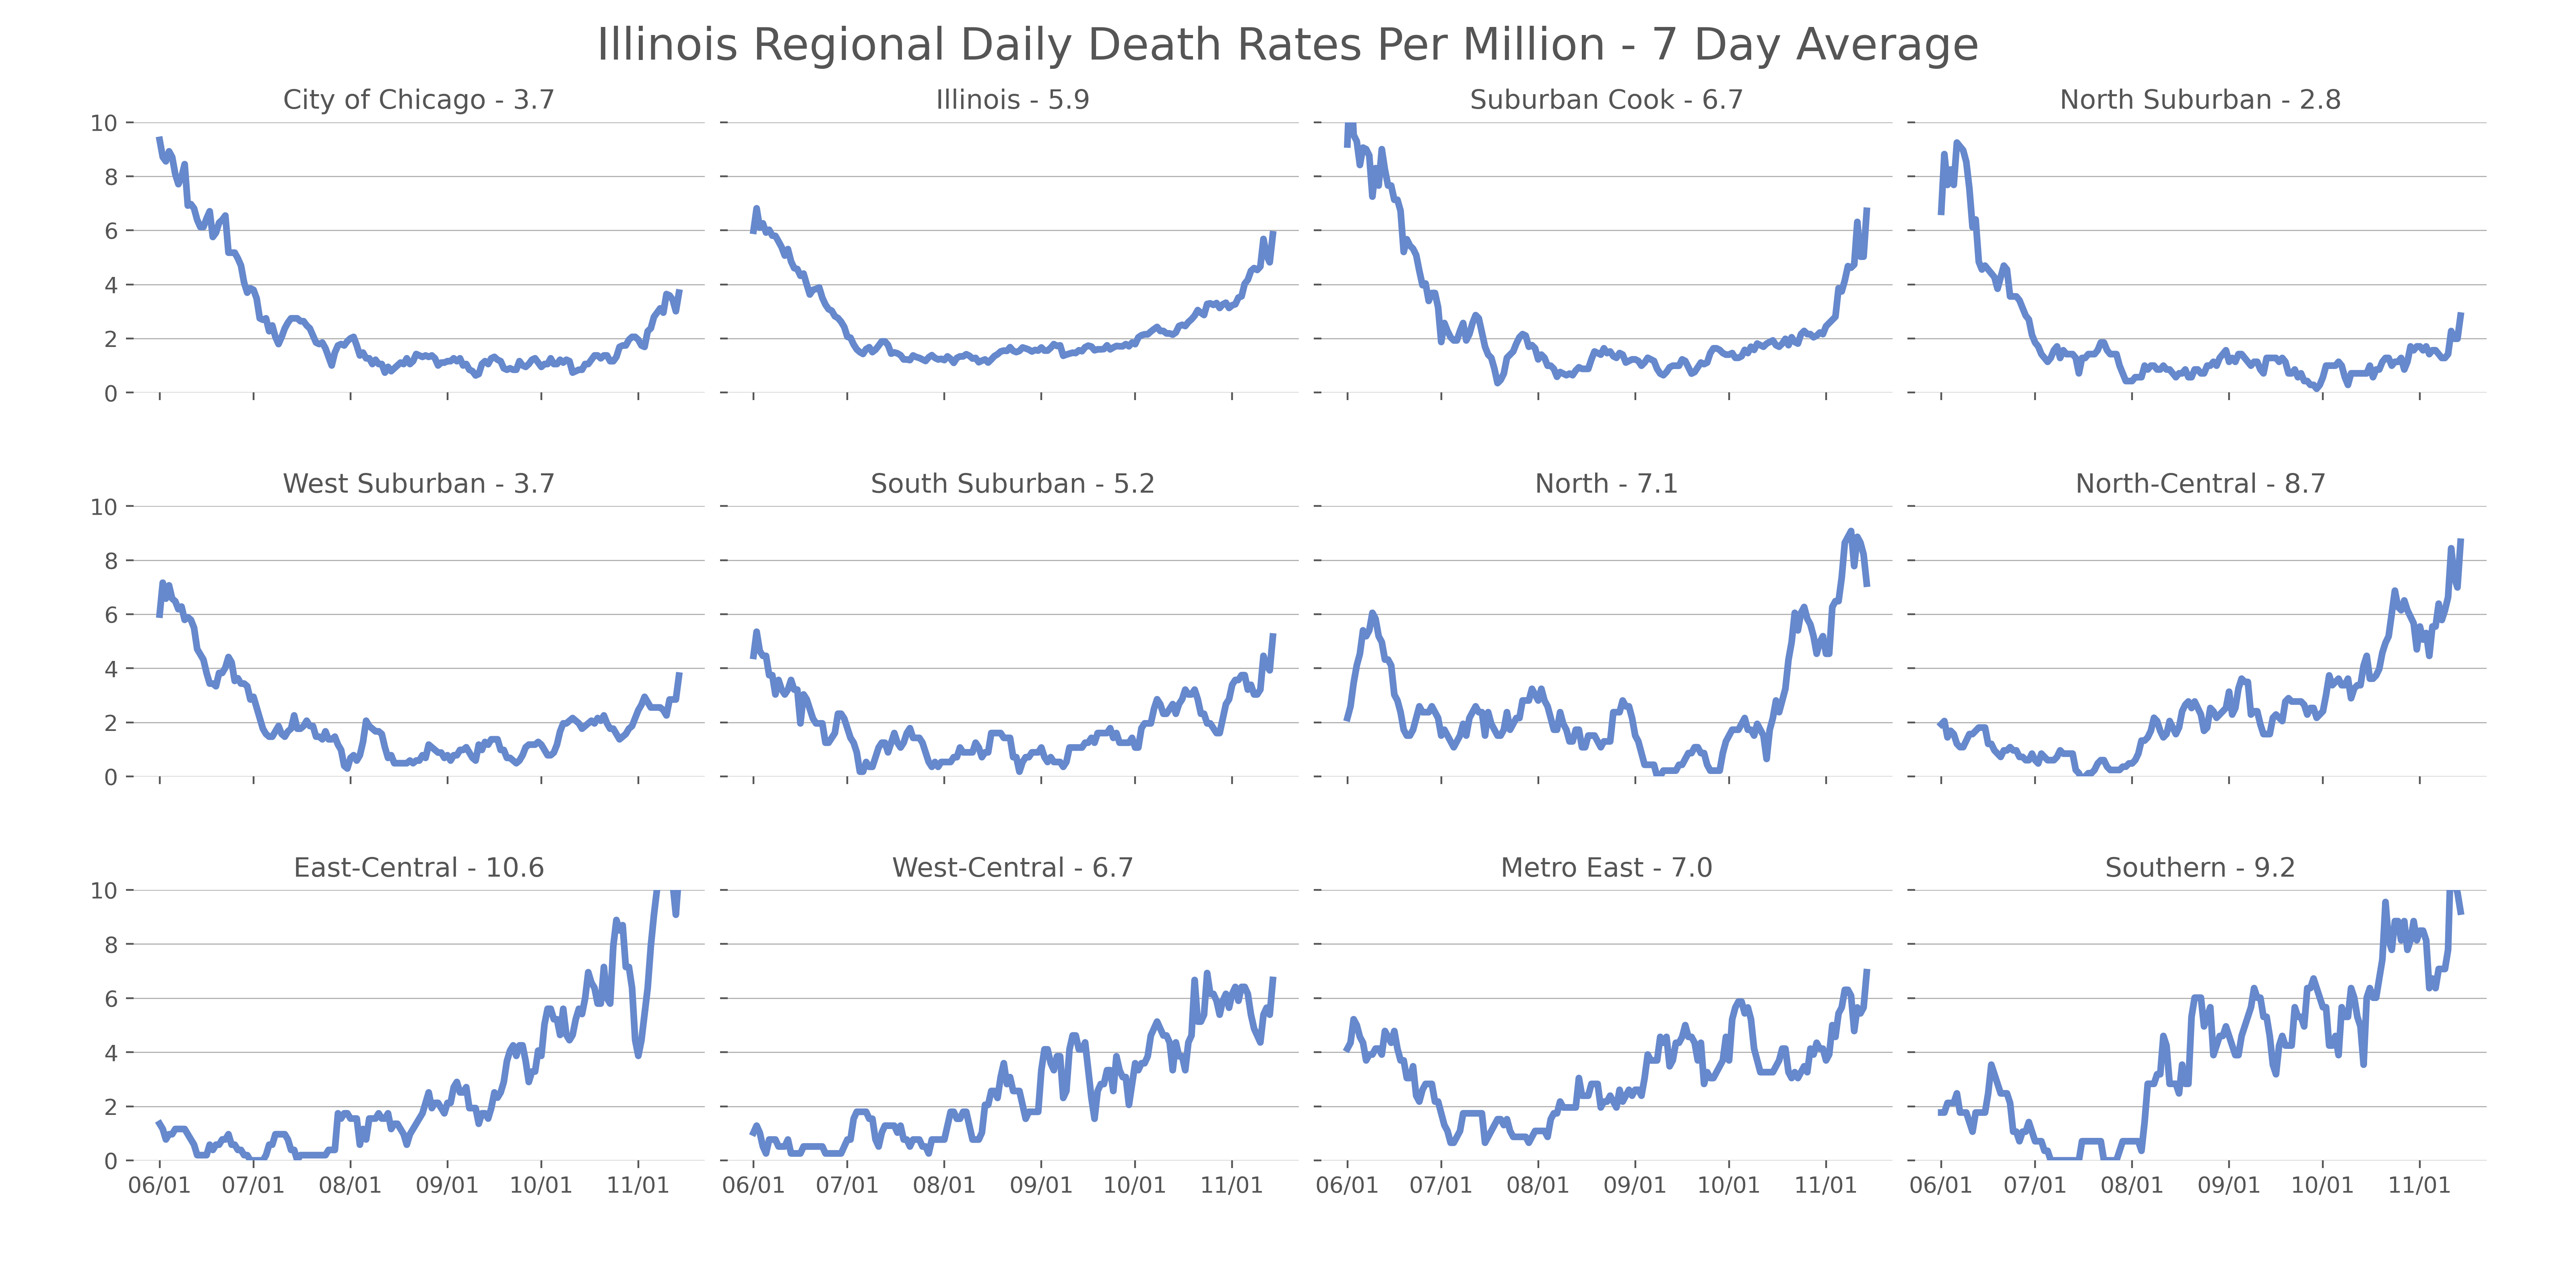 Illinois Regional Daily Death Rates Per Million - 7 Day Average
City of Chicago - 3.7
Illinois - 5.9
Suburban Cook - 6.7
North Suburban - 2.8
10
8
6
4
2
0
West Suburban - 3.7
South Suburban - 5.2
North - 7.1
North-Central - 8.7
10
8
6
4
2
0
East-Central - 10.6
West-Central - 6.7
Metro East - 7.0
Southern - 9.2
10
8
6
4
2
0
06/01 07/01 08/01 09/01 10/01 11/01
06/01 07/01 08/01 09/01 10/01 11/01
06/01 07/01 08/01 09/01 10/01 11/01
06/01 07/01 08/01 09/01 10/01 11/01